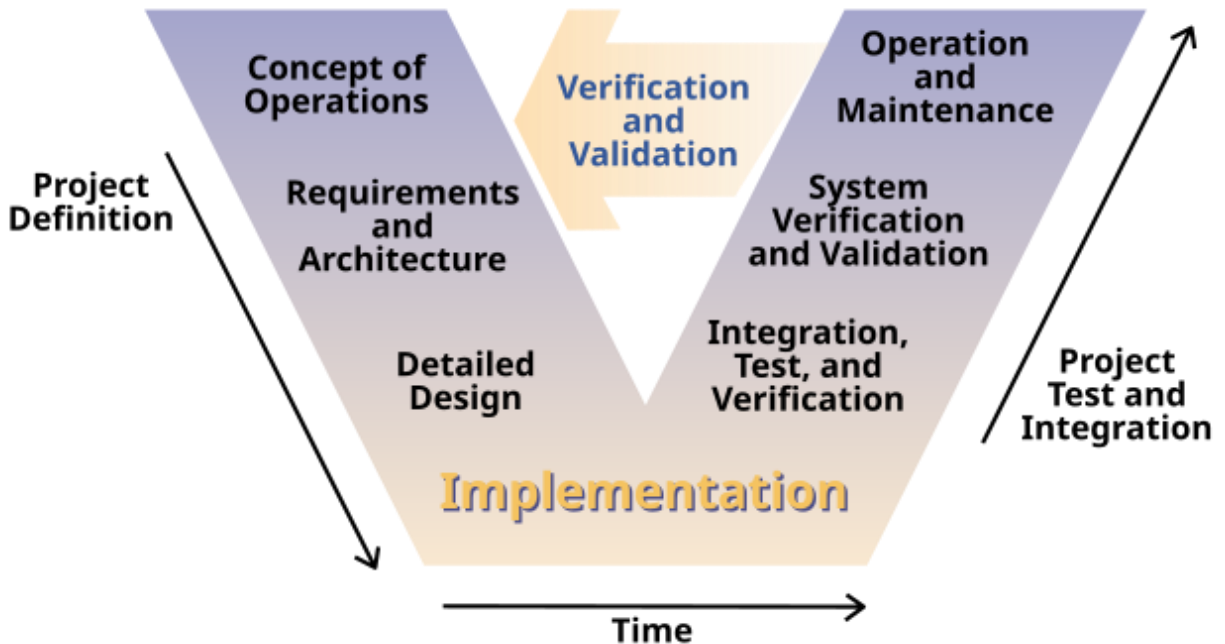 Concept of
Operations
Verification
and
Validation
Operation
and
Maintenance
Project
Definition
Requirements
and
Architecture
System
Verification
and Validation
Detailed
Design
Integration,
Test, and
Verification
Project
Test and
Integration
Implementation
Time